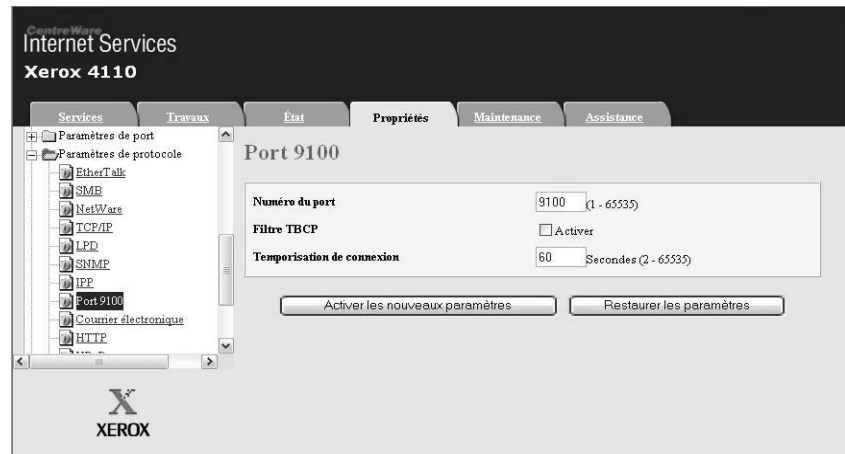 CentreWare
Internet Services
Xerox 4110
Services Travaux État Propriétés Maintenance Assistance
Paramètres de port
Paramètres de protocole
EtherTalk
SMB
NetWare
TCP/IP
LPD
SNMP
IPP
Port 9100
Courrier électronique
HTTP
Port 9100
Numéro du port 9100 (1 - 65535)
Filtre TBCP Activer
Temporisation de connexion 60 Secondes (2 - 65535)
Activer les nouveaux paramètres Restaurer les paramètres
X
XEROX